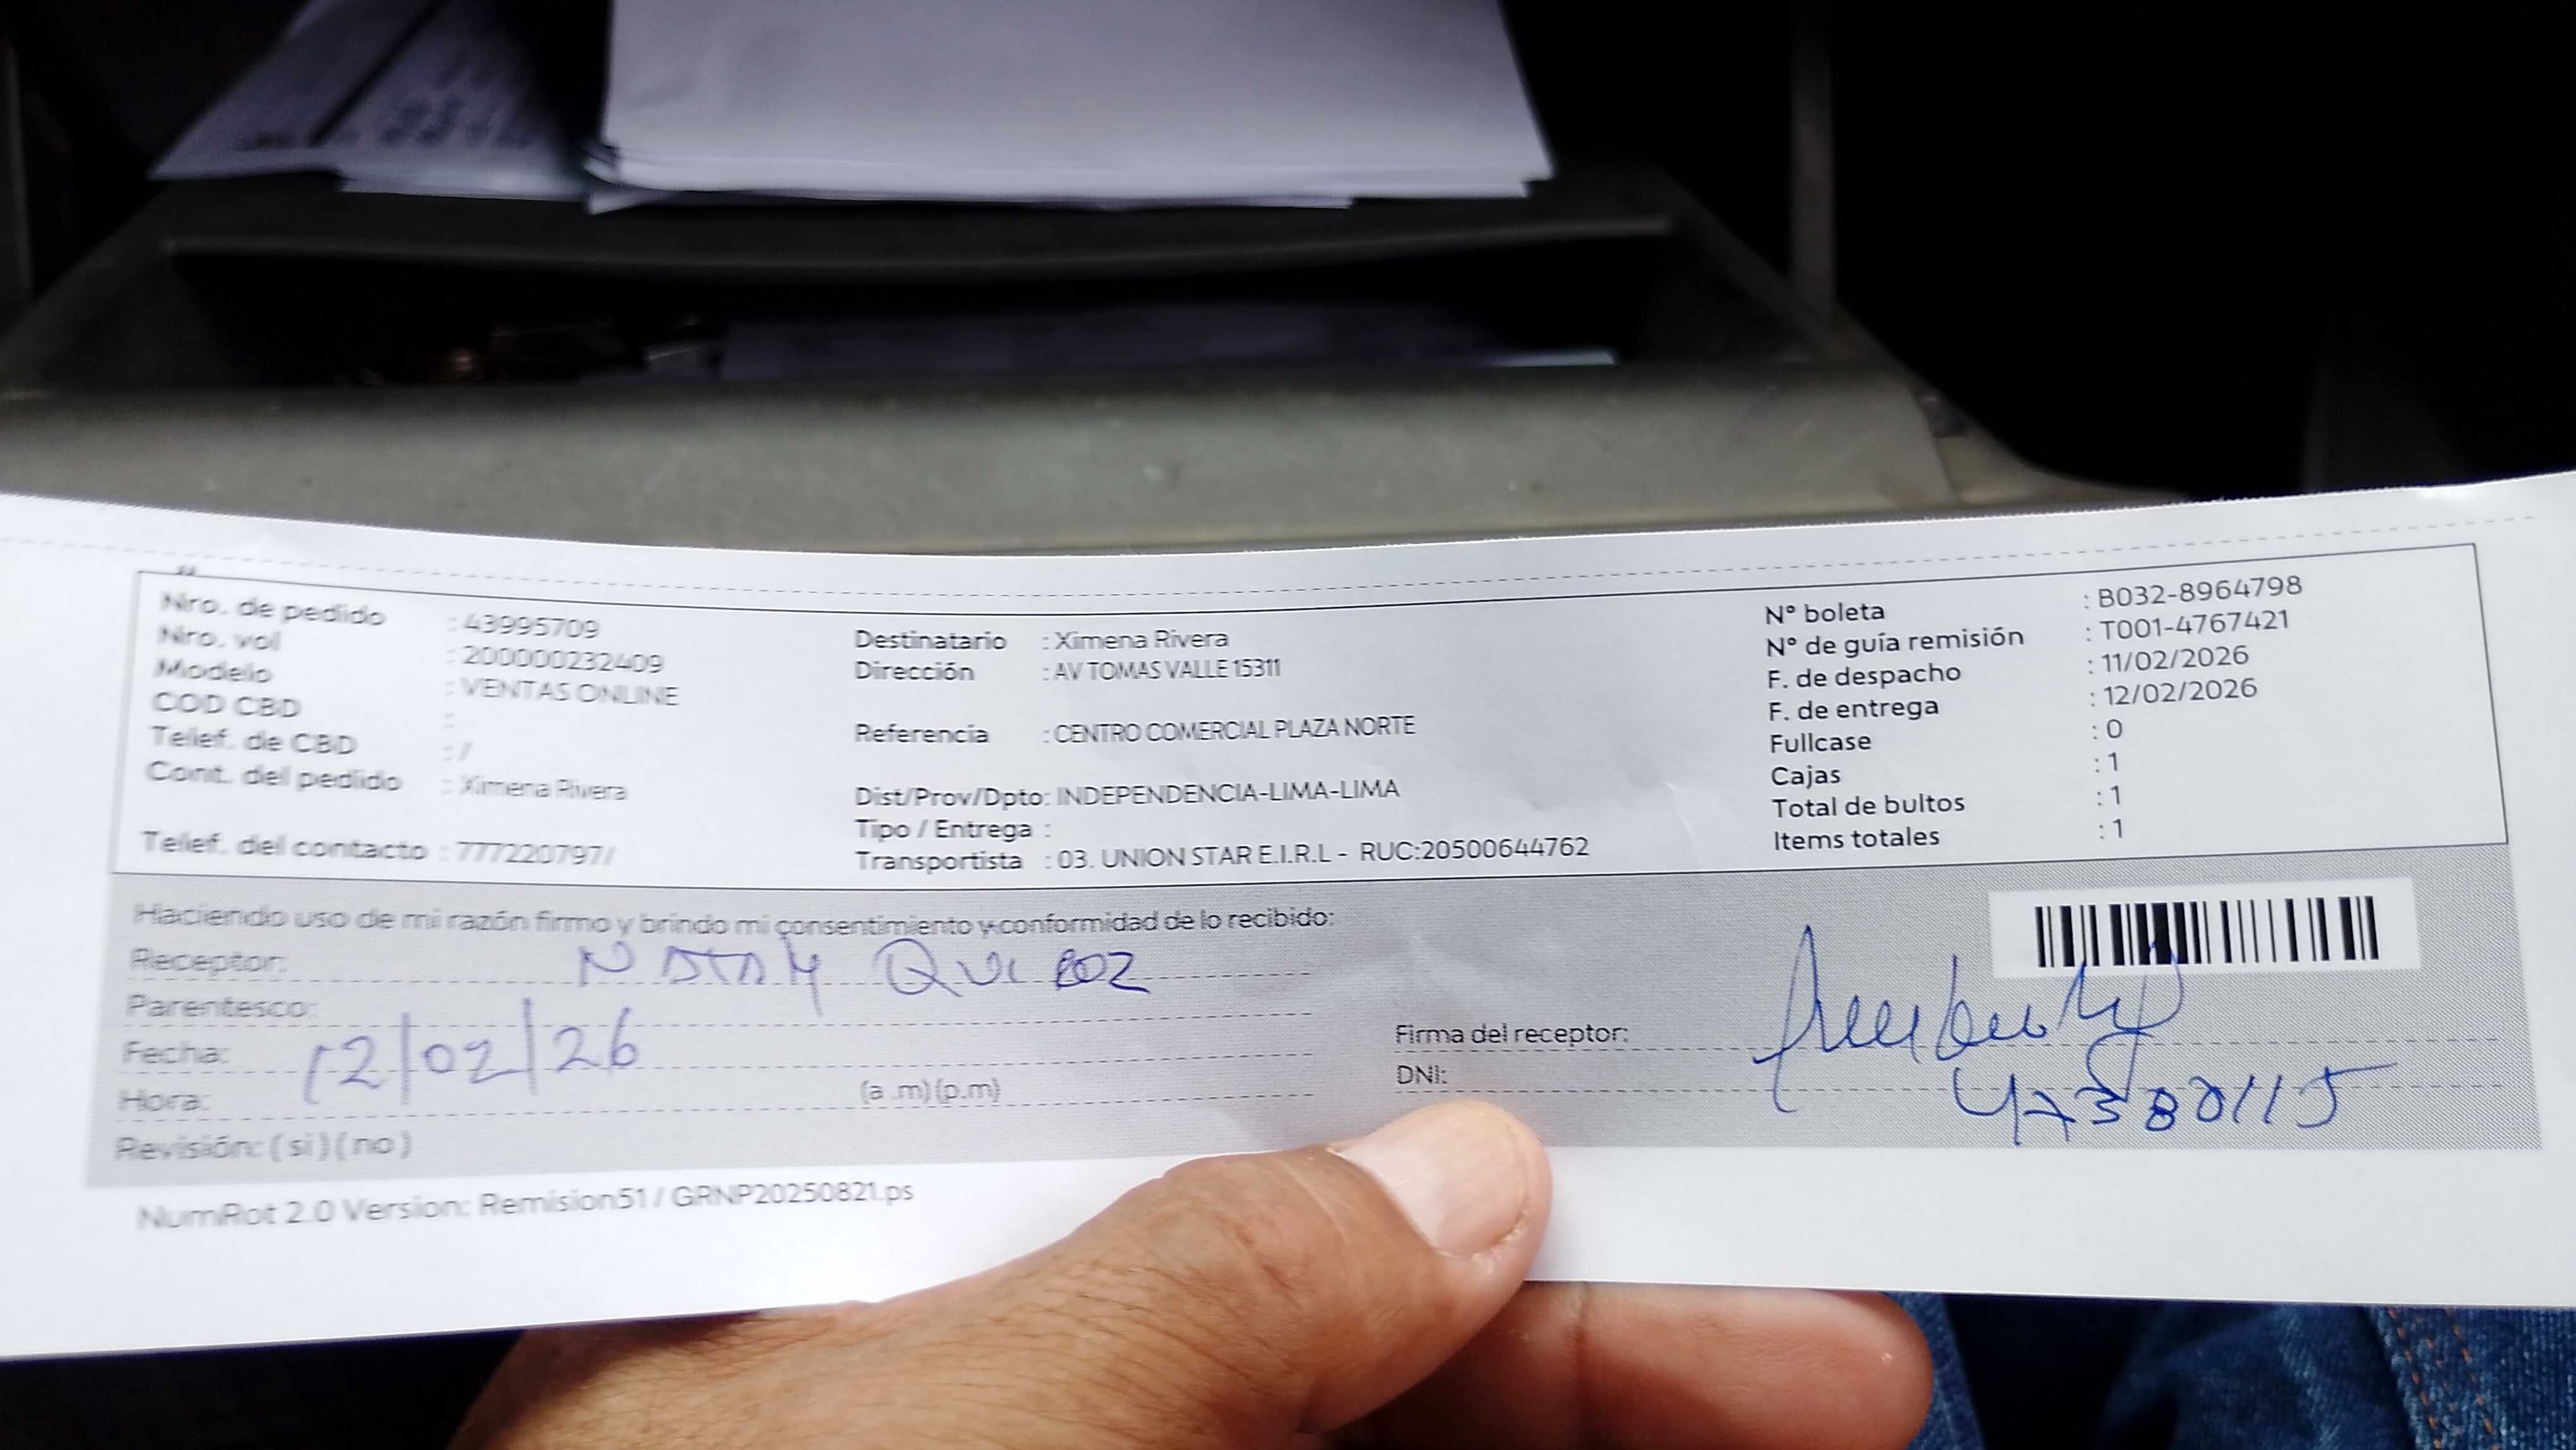 Nro. de pedido : 43995709
Nro. vol : 200000232409
Modelo : VENTAS ONLINE
COD CBD :
Telef. de CBD : /
Cont. del pedido : Ximena Rivera
Telef. del contacto : 777220797/
Destinatario : Ximena Rivera
Dirección : AV TOMAS VALLE 15311
Referencia : CENTRO COMERCIAL PLAZA NORTE
Dist/Prov/Dpto: INDEPENDENCIA-LIMA-LIMA
Tipo / Entrega :
Transportista : 03. UNION STAR E.I.R.L - RUC:20500644762
N° boleta : B032-8964798
N° de guía remisión : T001-4767421
F. de despacho : 11/02/2026
F. de entrega : 12/02/2026
Fullcase : 0
Cajas : 1
Total de bultos : 1
Items totales : 1
Haciendo uso de mi razón firmo y brindo mi consentimiento y conformidad de lo recibido:
Receptor:
Parentesco:
Fecha: 12/02/26
Hora: (a .m)(p.m)
Revisión: ( si ) ( no )
Firma del receptor:
DNI: 47380115
NumRot 2.0 Version: Remision51 / GRNP20250821.ps